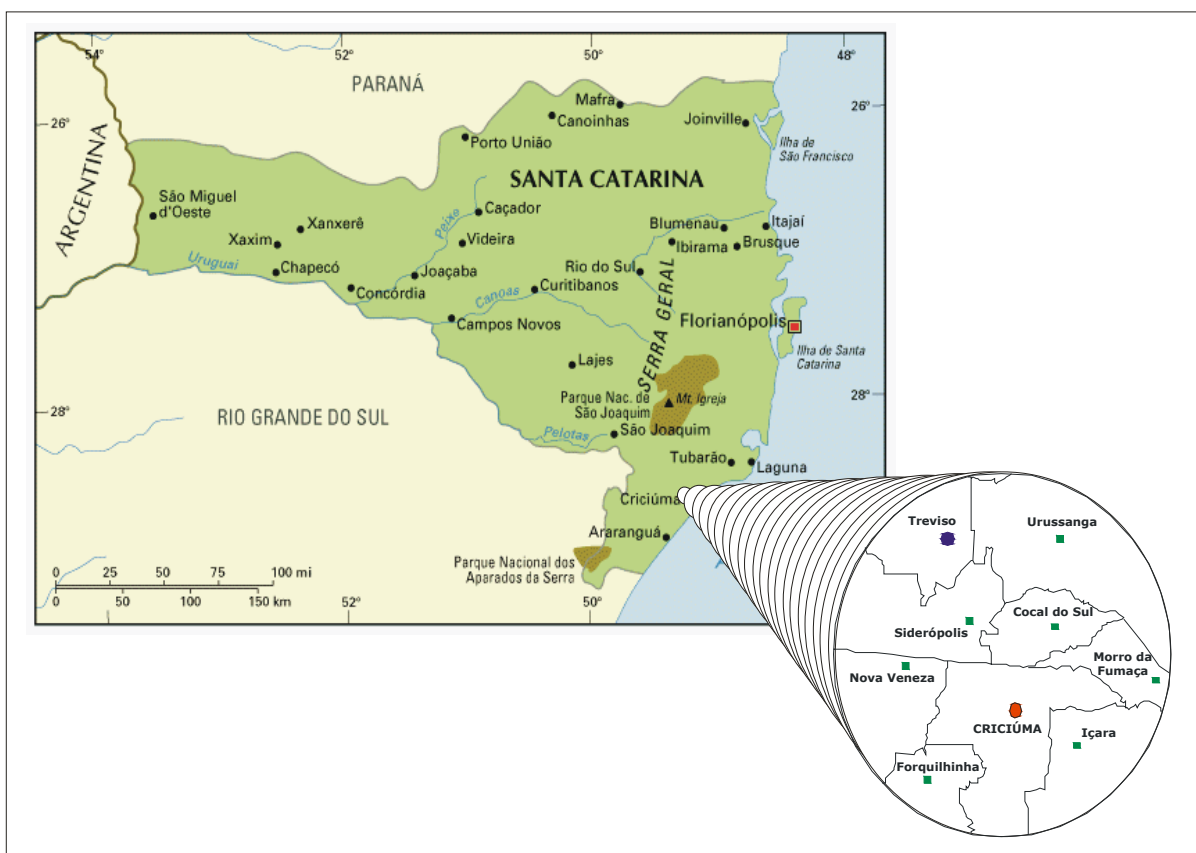 54°
52°
50°
48°
PARANÁ
26°
26°
ARGENTINA
Mafra
Canoinhas
Joinville
Porto União
Ilha de
São Francisco
SANTA CATARINA
São Miguel
d'Oeste
Caçador
Peixe
Xanxerê
Xaxim
Videira
Blumenau
Itajaí
Ibirama
Brusque
Uruguai
Chapecó
Joaçaba
Rio do Sul
Concórdia
Canoas
Curitibanos
Campos Novos
SERRA GERAL
Florianópolis
Ilha de Santa
Catarina
Lajes
28°
28°
RIO GRANDE DO SUL
Parque Nac. de
São Joaquim
Mt. Igreja
Pelotas
São Joaquim
Tubarão
Laguna
Criciúma
Araranguá
Parque Nacional dos
Aparados da Serra
0 25 50 75 100 mi
0 50 100 150 km
52°
50°
A
Treviso
Urussanga
Cocal do Sul
Siderópolis
Morro da
Fumaça
Nova Veneza
CRICIÚMA
Içara
Forquilhinha